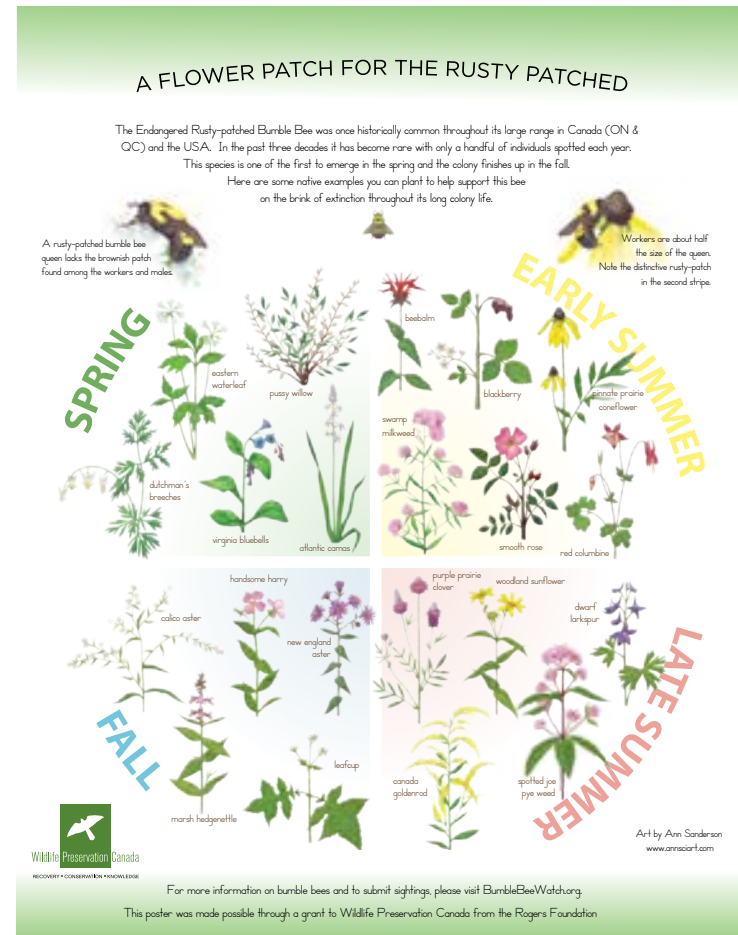 A FLOWER PATCH FOR THE RUSTY PATCHED
The Endangered Rusty-patched Bumble Bee was once historically common throughout its large range in Canada (ON &
QC) and the USA. In the past three decades it has become rare with only a handful of individuals spotted each year.
This species is one of the first to emerge in the spring and the colony finishes up in the fall.
Here are some native examples you can plant to help support this bee
on the brink of extinction throughout its long colony life.
A rusty-patched bumble bee
queen lacks the brownish patch
found among the workers and males.
Workers are about half
the size of the queen.
Note the distinctive rusty-patch
in the second stripe.
SPRING
eastern
waterleaf
pussy willow
dutchman's
breeches
virginia bluebells
atlantic camas
EARLY SUMMER
beebalm
blackberry
pinnate prairie
coneflower
swamp
milkweed
smooth rose
red columbine
FALL
calico aster
handsome harry
new england
aster
marsh hedgenettle
leafcup
LATE SUMMER
purple prairie
clover
woodland sunflower
dwarf
larkspur
canada
goldenrod
spotted joe
pye weed
Wildlife Preservation Canada
RECOVERY • CONSERVATION • KNOWLEDGE
Art by Ann Sanderson
www.annsciart.com
For more information on bumble bees and to submit sightings, please visit BumbleBeeWatch.org.
This poster was made possible through a grant to Wildlife Preservation Canada from the Rogers Foundation